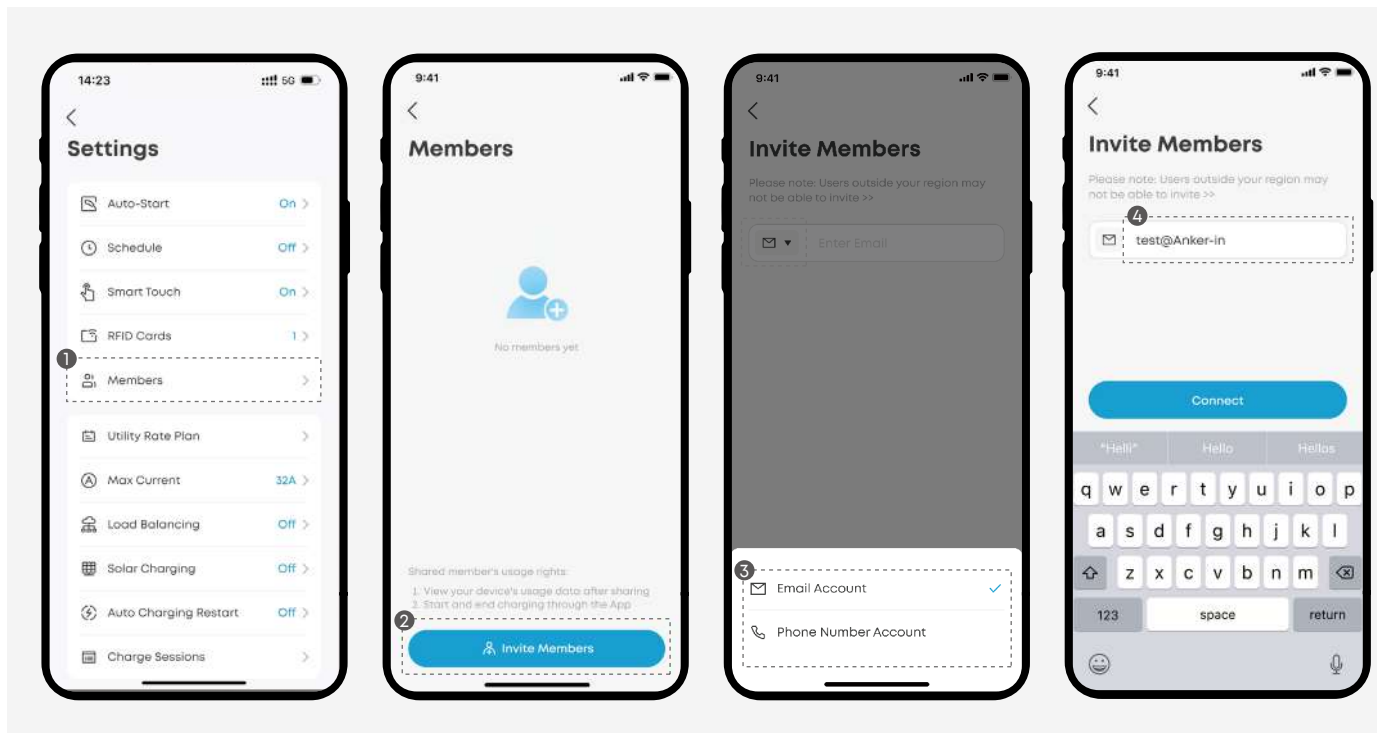 14:23
5G
Settings
Auto-Start On
Schedule Off
Smart Touch On
RFID Cards 1
1
Members
Utility Rate Plan
Max Current 32A
Load Balancing Off
Solar Charging Off
Auto Charging Restart Off
Charge Sessions
9:41
Members
No members yet
Shared member's usage rights:
1. View your device's usage data after sharing
2. Start and end charging through the App
2
Invite Members
9:41
Invite Members
Please note: Users outside your region may
not be able to invite >>
Enter Email
3
Email Account
Phone Number Account
9:41
Invite Members
Please note: Users outside your region may
not be able to invite >>
4
test@Anker-in
Connect
"Helli" Hello Hellos
q w e r t y u i o p
a s d f g h j k l
z x c v b n m
123 space return